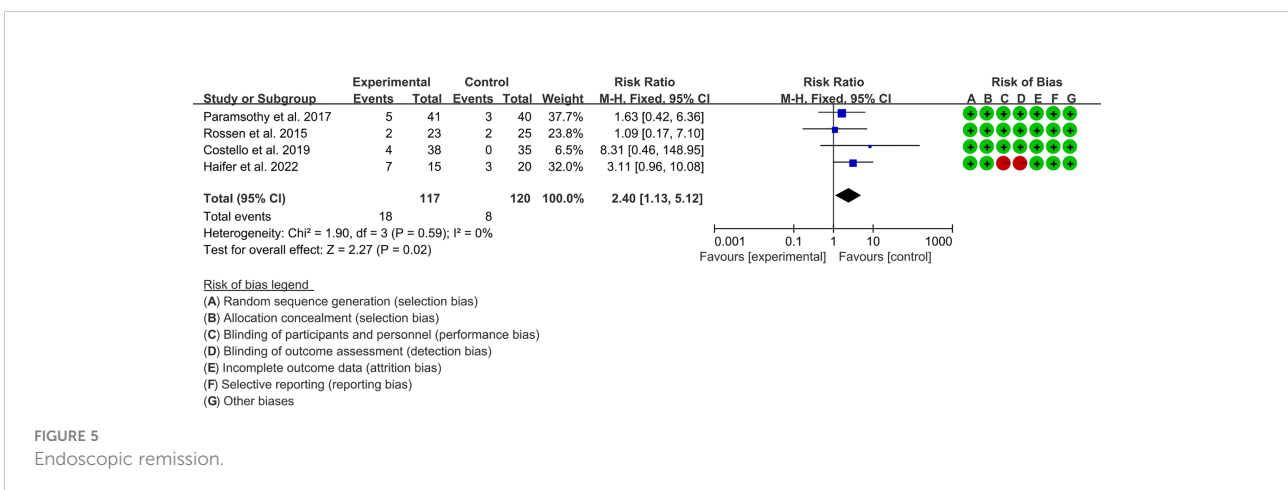 Experimental Control Risk Ratio Risk Ratio Risk of Bias
Study or Subgroup Events Total Events Total Weight M-H, Fixed, 95% CI M-H, Fixed, 95% CI A B C D E F G
Paramsothy et al. 2017 5 41 3 40 37.7% 1.63 [0.42, 6.36] + + + + + + +
Rossen et al. 2015 2 23 2 25 23.8% 1.09 [0.17, 7.10] + + + + + + +
Costello et al. 2019 4 38 0 35 6.5% 8.31 [0.46, 148.95] + + + + + + +
Haifer et al. 2022 7 15 3 20 32.0% 3.11 [0.96, 10.08] + + − − + + +
Total (95% CI) 117 120 100.0% 2.40 [1.13, 5.12]
Total events 18 8
Heterogeneity: Chi² = 1.90, df = 3 (P = 0.59); I² = 0%
Test for overall effect: Z = 2.27 (P = 0.02)
0.001 0.1 1 10 1000
Favours [experimental] Favours [control]
Risk of bias legend
(A) Random sequence generation (selection bias)
(B) Allocation concealment (selection bias)
(C) Blinding of participants and personnel (performance bias)
(D) Blinding of outcome assessment (detection bias)
(E) Incomplete outcome data (attrition bias)
(F) Selective reporting (reporting bias)
(G) Other biases
FIGURE 5
Endoscopic remission.